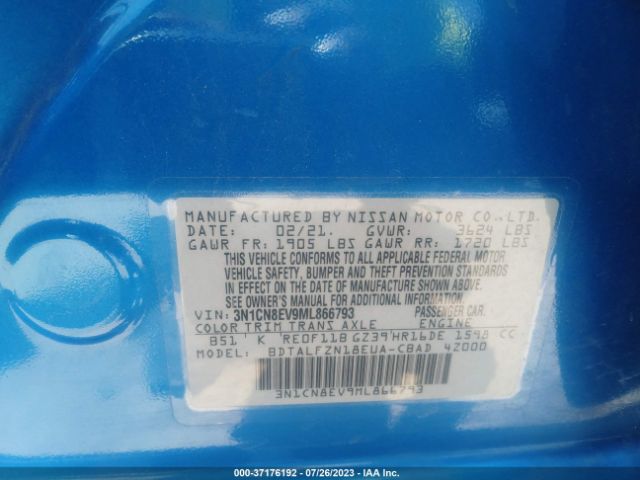 MANUFACTURED BY NISSAN MOTOR CO., LTD.
DATE: 02/21. GVWR: 3624 LBS
GAWR FR: 1905 LBS GAWR RR: 1720 LBS
THIS VEHICLE CONFORMS TO ALL APPLICABLE FEDERAL MOTOR
VEHICLE SAFETY, BUMPER AND THEFT PREVENTION STANDARDS
IN EFFECT ON THE DATE OF MANUFACTURE SHOWN ABOVE.
SEE OWNER'S MANUAL FOR ADDITIONAL INFORMATION.
VIN: 3N1CN8EV9ML866793 PASSENGER CAR.
COLOR TRIM TRANS AXLE ENGINE
B51 K RE0F11B GZ39 HR16DE 1598 CC
MODEL: BDTALFZN18EUA-CBAD 42000
3N1CN8EV9ML866793
000-37176192 - 07/26/2023 - IAA Inc.